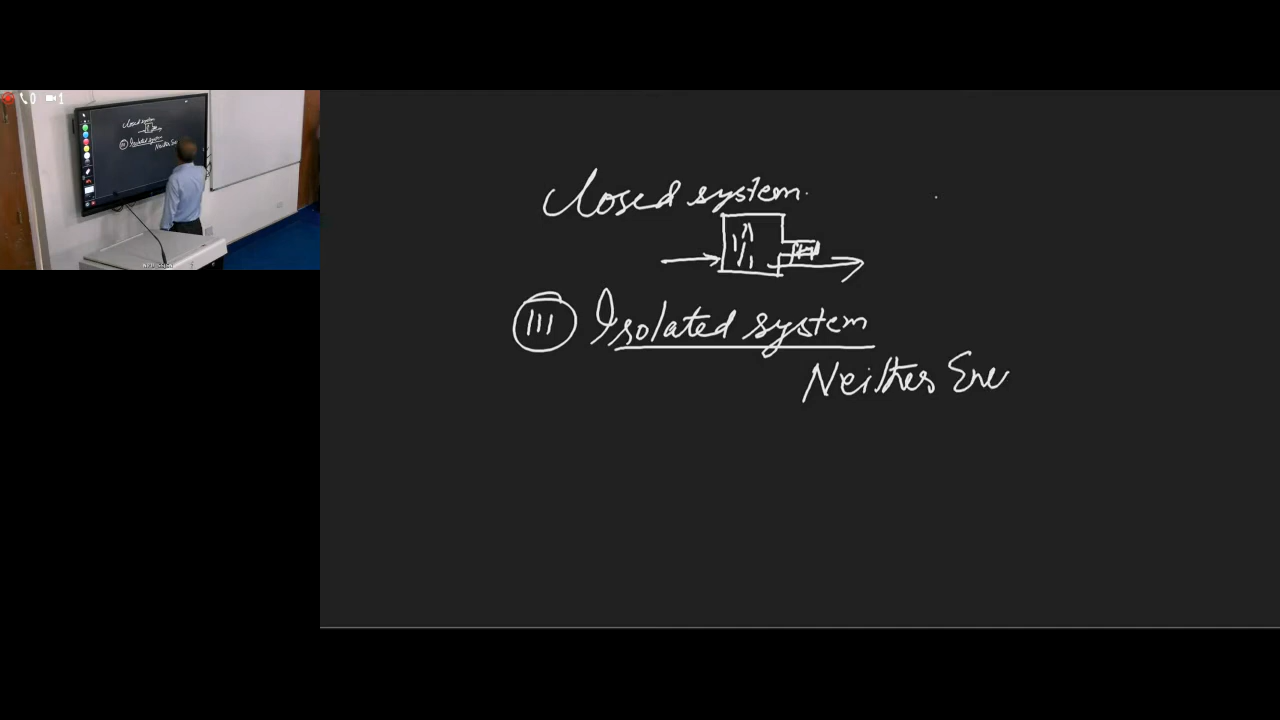 Closed system.
III Isolated system
Neither Ene